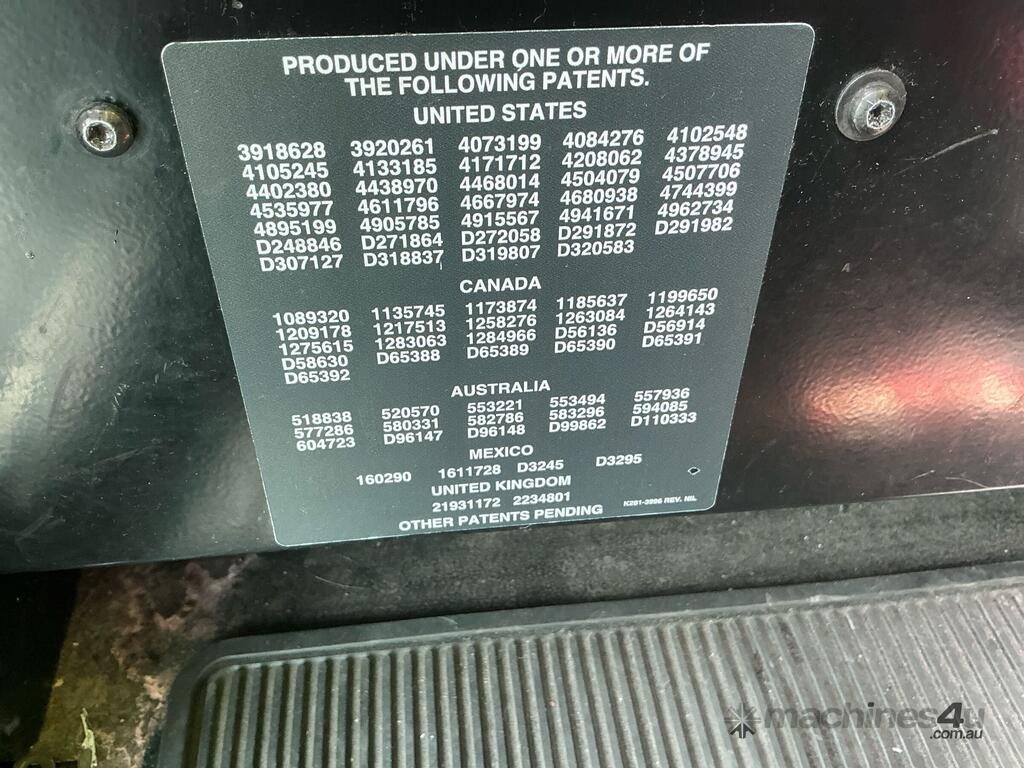 PRODUCED UNDER ONE OR MORE OF
THE FOLLOWING PATENTS.
UNITED STATES
3918628 3920261 4073199 4084276 4102548
4105245 4133185 4171712 4208062 4378945
4402380 4438970 4468014 4504079 4507706
4535977 4611796 4667974 4680938 4744399
4895199 4905785 4915567 4941671 4962734
D248846 D271864 D272058 D291872 D291982
D307127 D318837 D319807 D320583
CANADA
1089320 1135745 1173874 1185637 1199650
1209178 1217513 1258276 1263084 1264143
1275615 1283063 1284966 D56136 D56914
D58630 D65388 D65389 D65390 D65391
D65392
AUSTRALIA
518838 520570 553221 553494 557936
577286 580331 582786 583296 594085
604723 D96147 D96148 D99862 D110333
MEXICO
160290 1611728 D3245 D3295
UNITED KINGDOM
21931172 2234801
OTHER PATENTS PENDING
K281-3996 REV. NIL
machines4u
.com.au